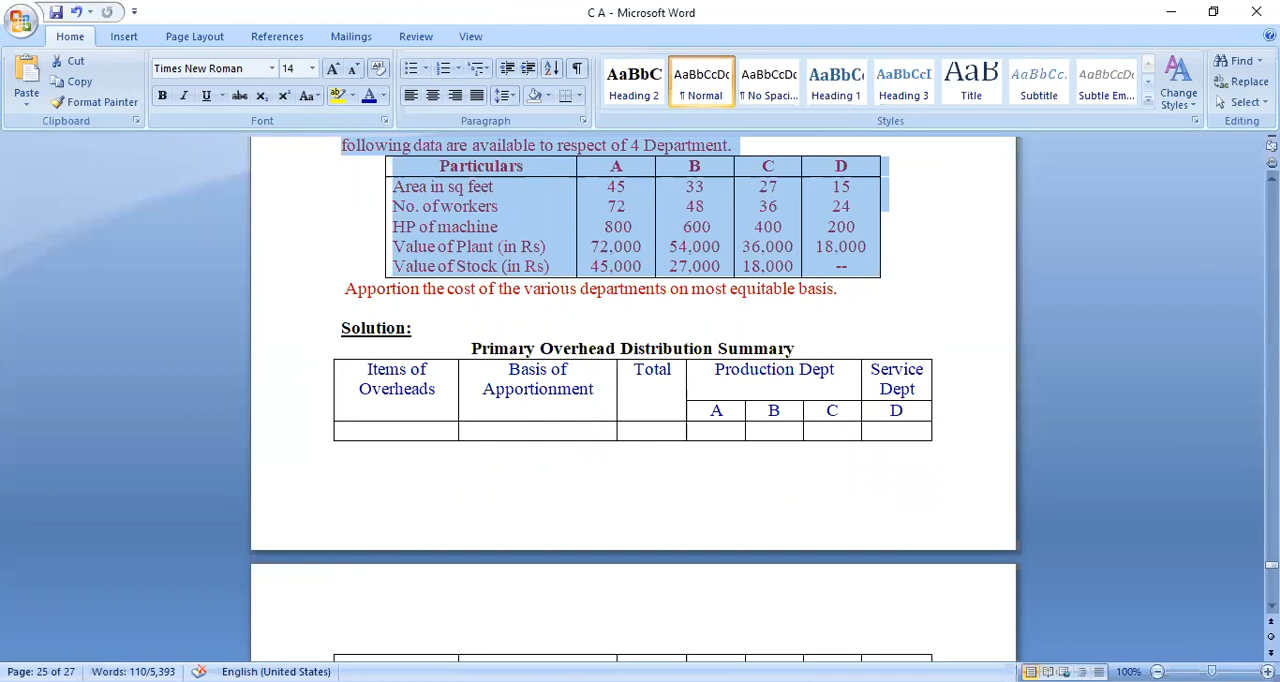 C A - Microsoft Word
Home Insert Page Layout References Mailings Review View
Paste
Cut
Copy
Format Painter
Clipboard
Times New Roman 14
B I U abc X₂ X² Aa
Font
Paragraph
AaBbC AaBbCcDc AaBbCcDc AaBbC AaBbCcI AaB AaBbCc. AaBbCcDc
Heading 2 ¶ Normal ¶ No Spaci... Heading 1 Heading 3 Title Subtitle Subtle Em...
Styles
Change Styles
Find
Replace
Select
Editing
following data are available to respect of 4 Department.
Particulars A B C D
Area in sq feet 45 33 27 15
No. of workers 72 48 36 24
HP of machine 800 600 400 200
Value of Plant (in Rs) 72,000 54,000 36,000 18,000
Value of Stock (in Rs) 45,000 27,000 18,000 --
Apportion the cost of the various departments on most equitable basis.
Solution:
Primary Overhead Distribution Summary
Items of Basis of Total Production Dept Service
Overheads Apportionment Dept
A B C D
Page: 25 of 27 Words: 110/5,393 English (United States) 100%